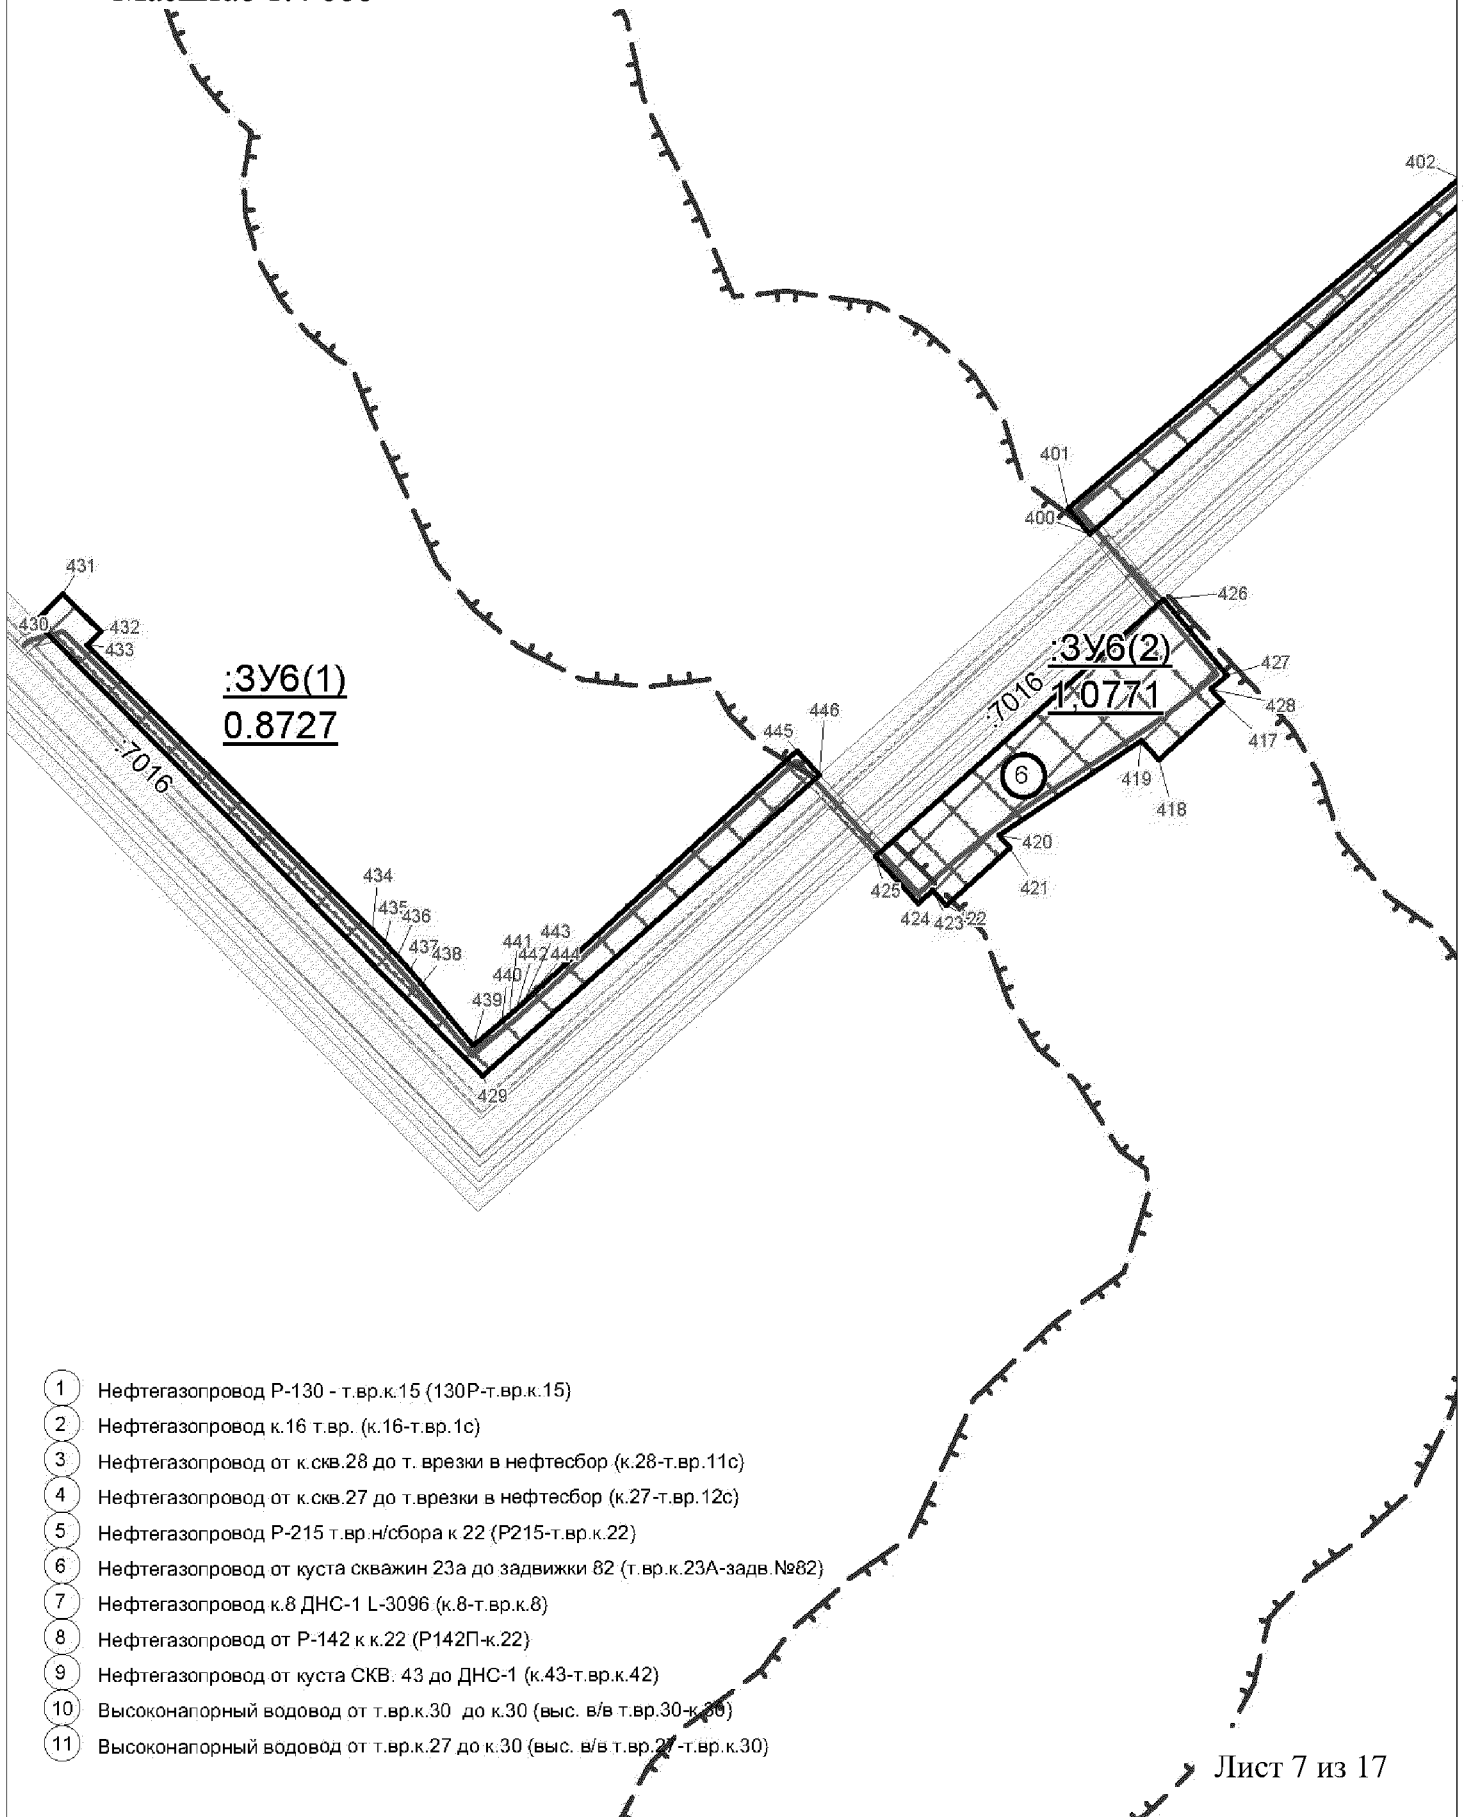 402
401
400
431
426
430
432
433
427
:ЗУ6(1)
0.8727
:ЗУ6(2)
1,0771
428
:7016
446
445
417
:7016
6
419
418
420
434
425
421
435
436
424
423
441
443
437
438
442
444
440
439
429
1 Нефтегазопровод Р-130 - т.вр.к.15 (130Р-т.вр.к.15)
2 Нефтегазопровод к.16 т.вр. (к.16-т.вр.1с)
3 Нефтегазопровод от к.скв.28 до т. врезки в нефтесбор (к.28-т.вр.11с)
4 Нефтегазопровод от к.скв.27 до т.врезки в нефтесбор (к.27-т.вр.12с)
5 Нефтегазопровод Р-215 т.вр.н/сбора к 22 (Р215-т.вр.к.22)
6 Нефтегазопровод от куста скважин 23а до задвижки 82 (т.вр.к.23А-задв.№82)
7 Нефтегазопровод к.8 ДНС-1 L-3096 (к.8-т.вр.к.8)
8 Нефтегазопровод от Р-142 к к.22 (Р142П-к.22)
9 Нефтегазопровод от куста СКВ. 43 до ДНС-1 (к.43-т.вр.к.42)
10 Высоконапорный водовод от т.вр.к.30 до к.30 (выс. в/в т.вр.30-к.30)
11 Высоконапорный водовод от т.вр.к.27 до к.30 (выс. в/в т.вр.27-т.вр.к.30)
Лист 7 из 17